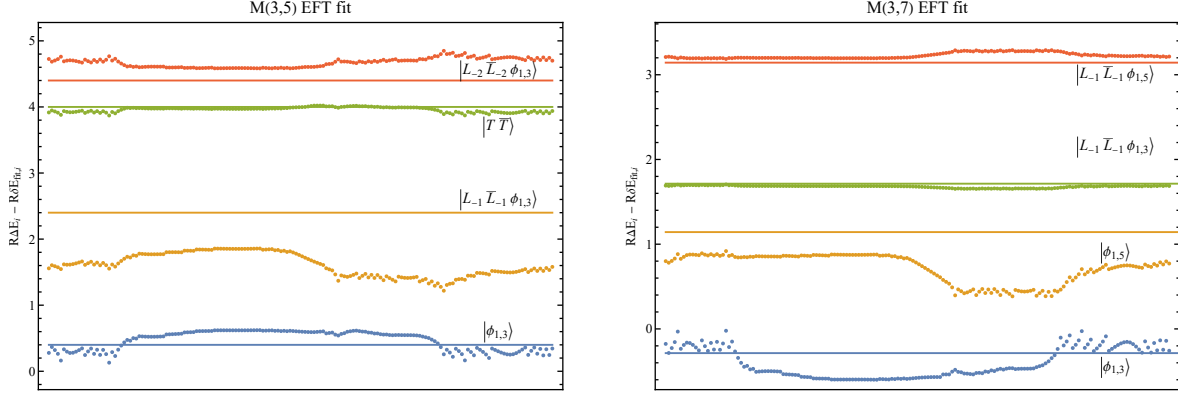 M(3,5) EFT fit
RΔE_i − RδE_fit,i
0
1
2
3
4
5
|L_{-2} L̅_{-2} ϕ_{1,3}⟩
|T T̅⟩
|L_{-1} L̅_{-1} ϕ_{1,3}⟩
|ϕ_{1,3}⟩
M(3,7) EFT fit
RΔE_i − RδE_fit,i
0
1
2
3
|L_{-1} L̅_{-1} ϕ_{1,5}⟩
|L_{-1} L̅_{-1} ϕ_{1,3}⟩
|ϕ_{1,5}⟩
|ϕ_{1,3}⟩